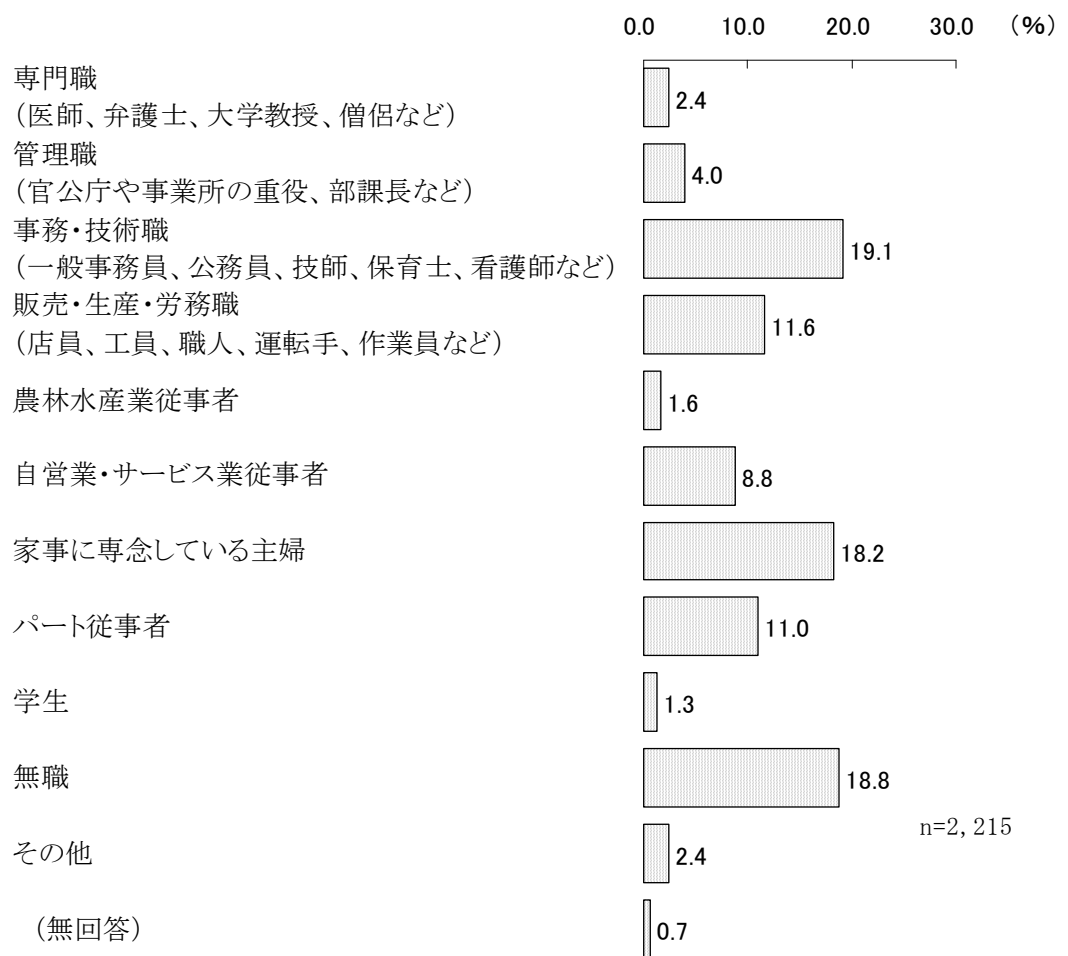 0.0 10.0 20.0 30.0 （%）
専門職
（医師、弁護士、大学教授、僧侶など）
2.4
管理職
（官公庁や事業所の重役、部課長など）
4.0
事務・技術職
（一般事務員、公務員、技師、保育士、看護師など）
19.1
販売・生産・労務職
（店員、工員、職人、運転手、作業員など）
11.6
農林水産業従事者
1.6
自営業・サービス業従事者
8.8
家事に専念している主婦
18.2
パート従事者
11.0
学生
1.3
無職
18.8
n=2,215
その他
2.4
（無回答）
0.7